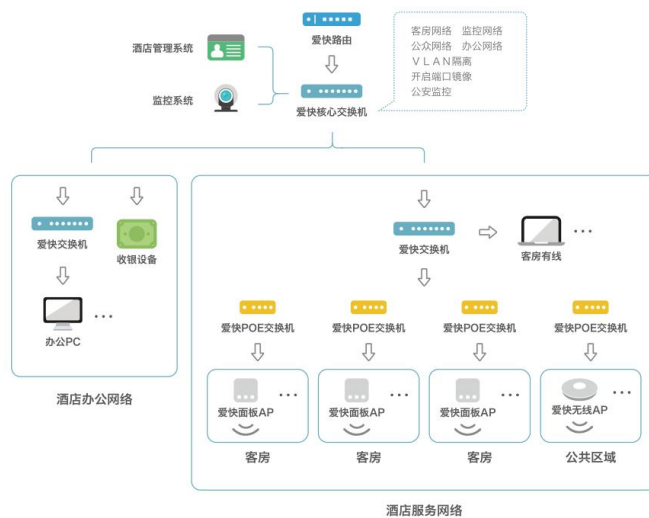 爱快路由
酒店管理系统
监控系统
爱快核心交换机
客房网络 监控网络
公众网络 办公网络
VLAN隔离
开启端口镜像
公安监控
爱快交换机
收银设备
办公PC
酒店办公网络
爱快交换机
客房有线
爱快POE交换机
爱快POE交换机
爱快POE交换机
爱快POE交换机
爱快面板AP
爱快面板AP
爱快面板AP
爱快无线AP
客房
客房
客房
公共区域
酒店服务网络